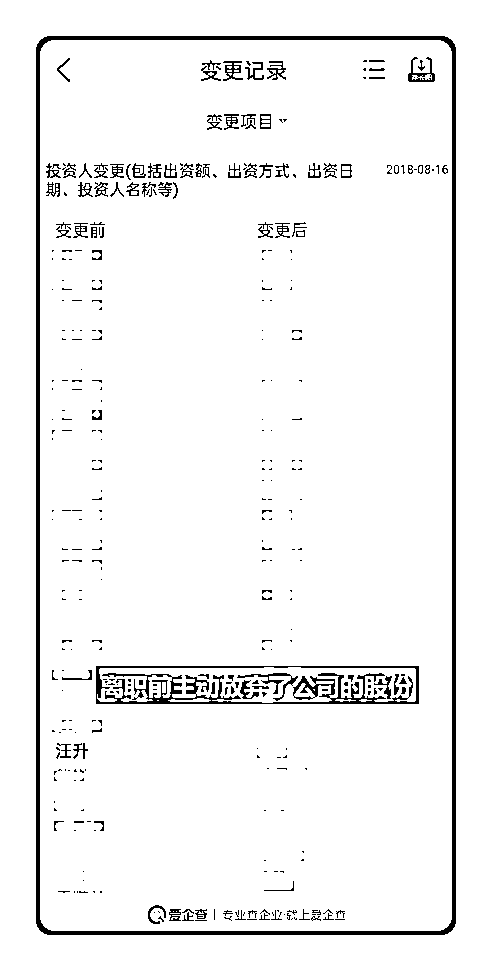 变更记录
变更项目
投资人变更(包括出资额、出资方式、出资日
2018-08-16
期、投资人名称等)
变更前
变更后
离职前主动放弃了公司的股份
汪升
爱企查 | 专业查企业·就上爱企查